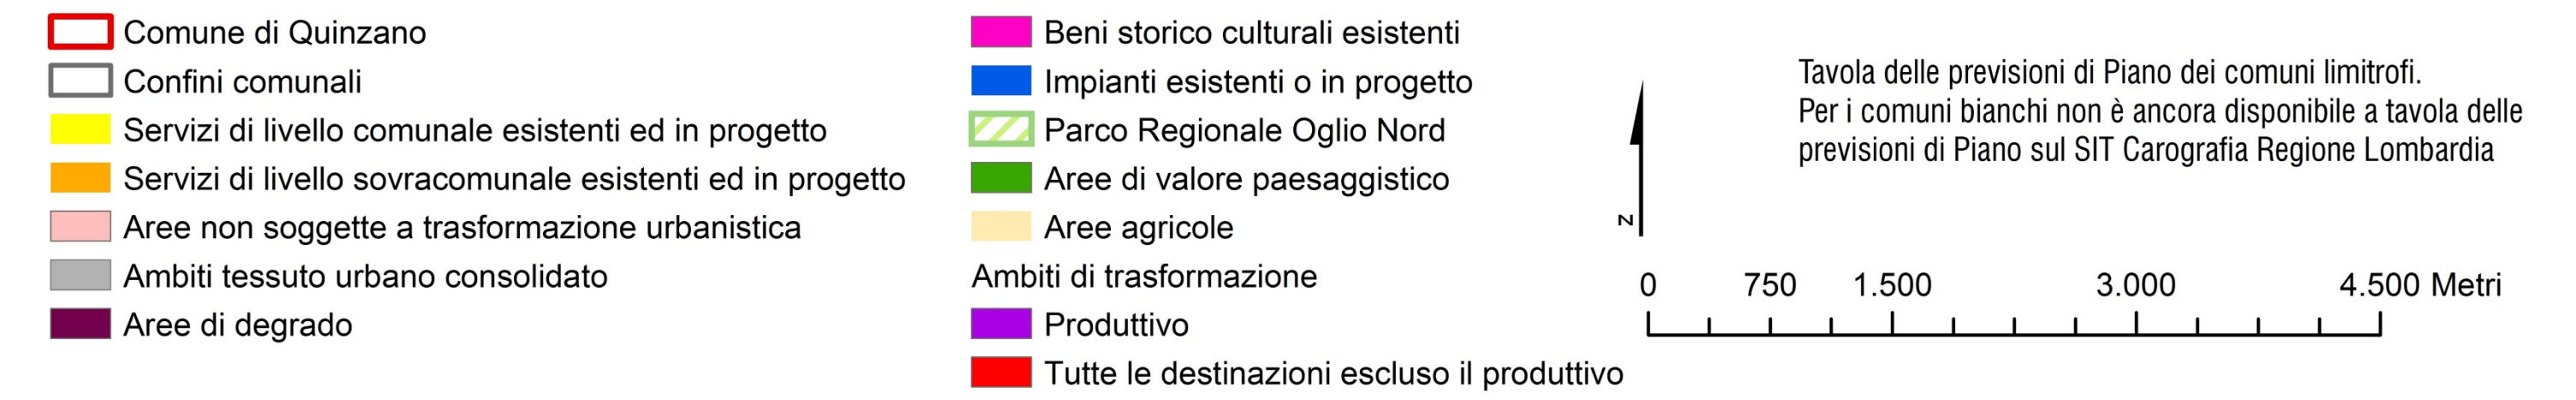 Comune di Quinzano
Confini comunali
Servizi di livello comunale esistenti ed in progetto
Servizi di livello sovracomunale esistenti ed in progetto
Aree non soggette a trasformazione urbanistica
Ambiti tessuto urbano consolidato
Aree di degrado
Beni storico culturali esistenti
Impianti esistenti o in progetto
Parco Regionale Oglio Nord
Aree di valore paesaggistico
Aree agricole
Ambiti di trasformazione
Produttivo
Tutte le destinazioni escluso il produttivo
Tavola delle previsioni di Piano dei comuni limitrofi.
Per i comuni bianchi non è ancora disponibile a tavola delle
previsioni di Piano sul SIT Carografia Regione Lombardia
N
0 750 1.500 3.000 4.500 Metri